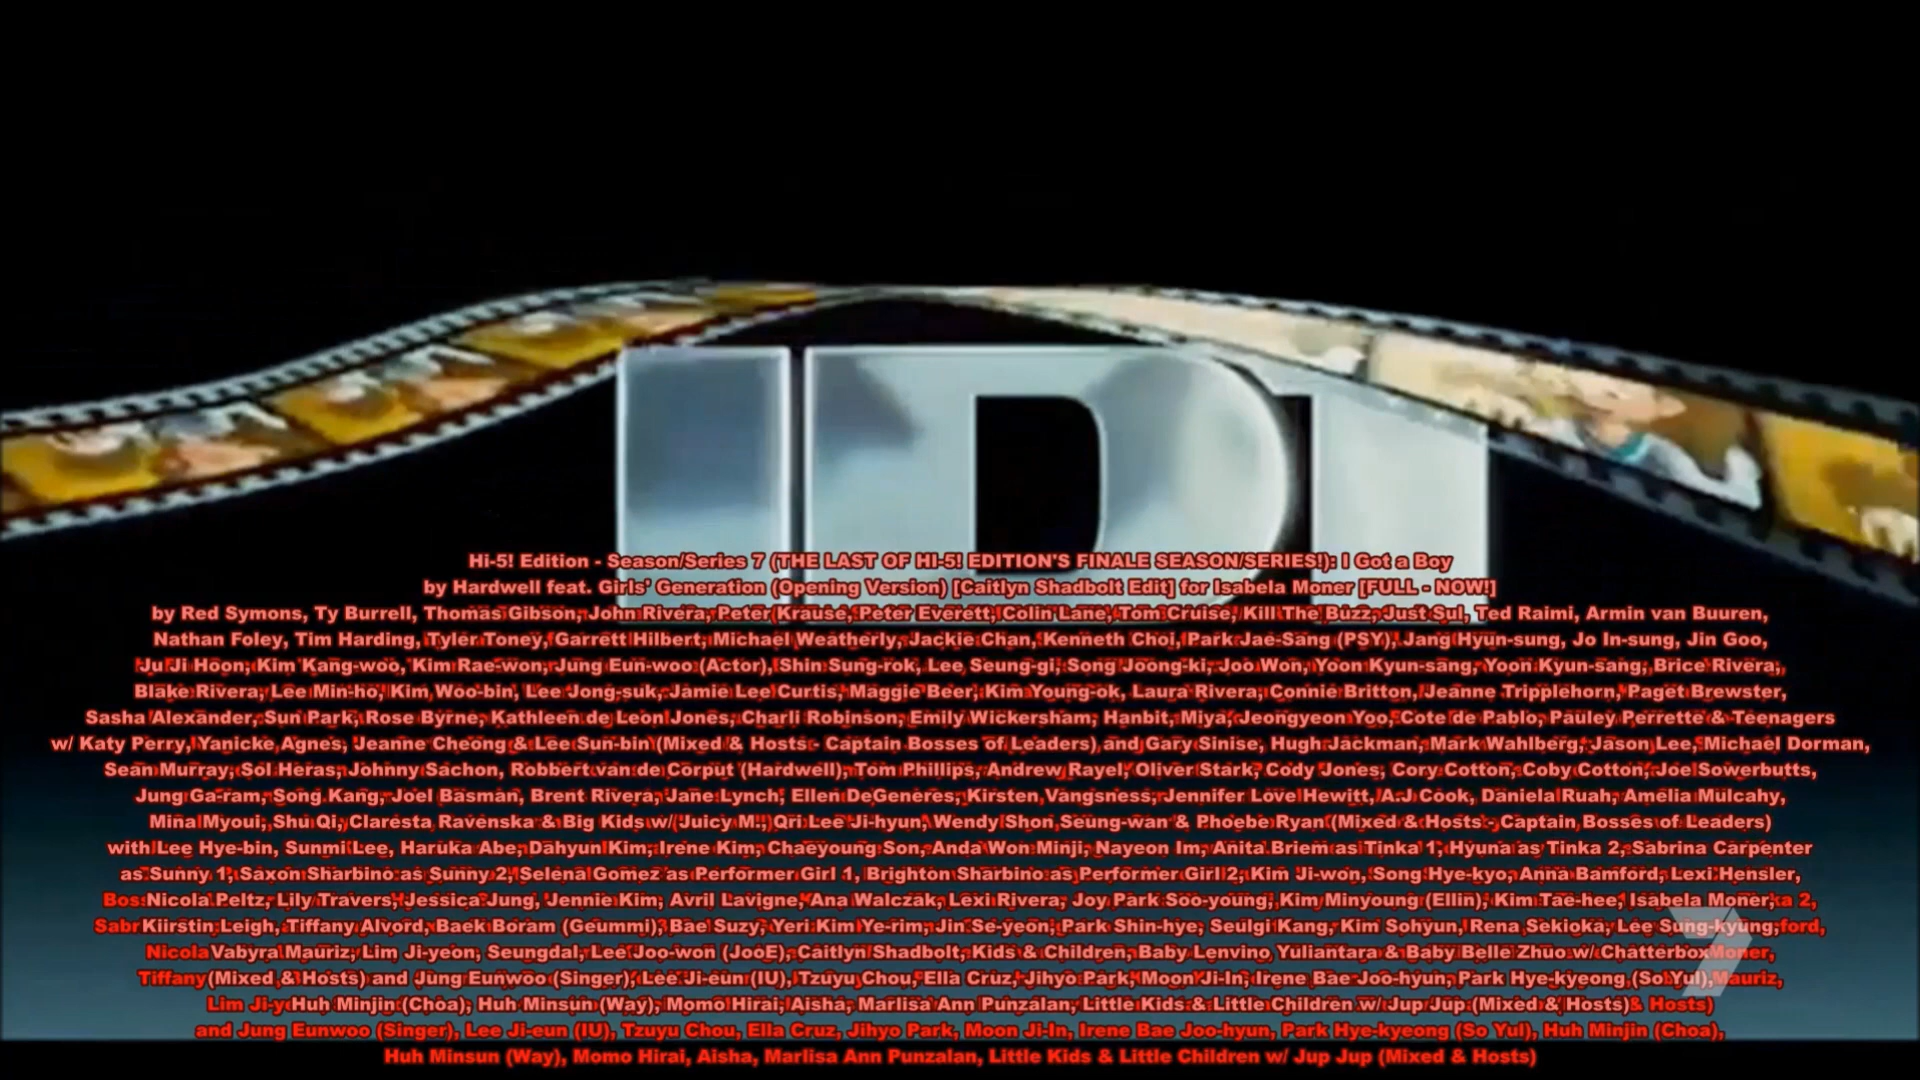 IDI
Hi-5! Edition - Season/Series 7 (THE LAST OF HI-5! EDITION'S FINALE SEASON/SERIES!): I Got a Boy
by Hardwell feat. Girls' Generation (Opening Version) [Caitlyn Shadbolt Edit] for Isabela Moner [FULL - NOW!]
by Red Symons, Ty Burrell, Thomas Gibson, John Rivera, Peter Krause, Peter Everett, Colin Lane, Tom Cruise, Kill The Buzz, Just Sul, Ted Raimi, Armin van Buuren,
Nathan Foley, Tim Harding, Tyler Toney, Garrett Hilbert, Michael Weatherly, Jackie Chan, Kenneth Choi, Park Jae-Sang (PSY), Jang Hyun-sung, Jo In-sung, Jin Goo,
Ju Ji Hoon, Kim Kang-woo, Kim Rae-won, Jung Eun-woo (Actor), Shin Sung-rok, Lee Seung-gi, Song Joong-ki, Joo Won, Yoon Kyun-sang, Yoon Kyun-sang, Brice Rivera,
Blake Rivera, Lee Min-ho, Kim Woo-bin, Lee Jong-suk, Jamie Lee Curtis, Maggie Beer, Kim Young-ok, Laura Rivera, Connie Britton, Jeanne Tripplehorn, Paget Brewster,
Sasha Alexander, Sun Park, Rose Byrne, Kathleen de Leon Jones, Charli Robinson, Emily Wickersham, Hanbit, Miya, Jeongyeon Yoo, Cote de Pablo, Pauley Perrette & Teenagers
w/ Katy Perry, Yanicke Agnes, Jeanne Cheong & Lee Sun-bin (Mixed & Hosts - Captain Bosses of Leaders) and Gary Sinise, Hugh Jackman, Mark Wahlberg, Jason Lee, Michael Dorman,
Sean Murray, Sol Heras, Johnny Sachon, Robbert van de Corput (Hardwell), Tom Phillips, Andrew Rayel, Oliver Stark, Cody Jones, Cory Cotton, Coby Cotton, Joe Sowerbutts,
Jung Ga-ram, Song Kang, Joel Basman, Brent Rivera, Jane Lynch, Ellen DeGeneres, Kirsten Vangsness, Jennifer Love Hewitt, A.J Cook, Daniela Ruah, Amelia Mulcahy,
Mina Myoui, Shu Qi, Claresta Ravenska & Big Kids w/ (Juicy M., Qri Lee Ji-hyun, Wendy Shon Seung-wan & Phoebe Ryan (Mixed & Hosts - Captain Bosses of Leaders)
with Lee Hye-bin, Sunmi Lee, Haruka Abe, Dahyun Kim, Irene Kim, Chaeyoung Son, Anda Won Minji, Nayeon Im, Anita Briem as Tinka 1, Hyuna as Tinka 2, Sabrina Carpenter
as Sunny 1, Saxon Sharbino as Sunny 2, Selena Gomez as Performer Girl 1, Brighton Sharbino as Performer Girl 2, Kim Ji-won, Song Hye-kyo, Anna Bamford, Lexi Hensler,
Bos Nicola Peltz, Lily Travers, Jessica Jung, Jennie Kim, Avril Lavigne, Ana Walczak, Lexi Rivera, Joy Park Soo-young, Kim Minyoung (Ellin), Kim Tae-hee, Isabela Moner, a 2,
Sabr Kiirstin Leigh, Tiffany Alvord, Baek Boram (Geummi), Bae Suzy, Yeri Kim Ye-rim, Jin Se-yeon, Park Shin-hye, Seulgi Kang, Kim Sohyun, Rena Sekioka, Lee Sung-kyung, ford,
Nicola Vabyra Mauriz, Lim Ji-yeon, Seungdal, Lee Joo-won (JooE), Caitlyn Shadbolt, Kids & Children, Baby Lenvino Yuliantara & Baby Belle Zhuo w/ Chatterbox Moner,
Tiffany (Mixed & Hosts) and Jung Eunwoo (Singer), Lee Ji-eun (IU), Tzuyu Chou, Ella Cruz, Jihyo Park, Moon Ji-In, Irene Bae Joo-hyun, Park Hye-kyeong (So Yul), Mauriz,
Lim Ji-y Huh Minjin (Choa), Huh Minsun (Way), Momo Hirai, Aisha, Marlisa Ann Punzalan, Little Kids & Little Children w/ Jup Jup (Mixed & Hosts) & Hosts)
and Jung Eunwoo (Singer), Lee Ji-eun (IU), Tzuyu Chou, Ella Cruz, Jihyo Park, Moon Ji-In, Irene Bae Joo-hyun, Park Hye-kyeong (So Yul), Huh Minjin (Choa),
Huh Minsun (Way), Momo Hirai, Aisha, Marlisa Ann Punzalan, Little Kids & Little Children w/ Jup Jup (Mixed & Hosts)
7